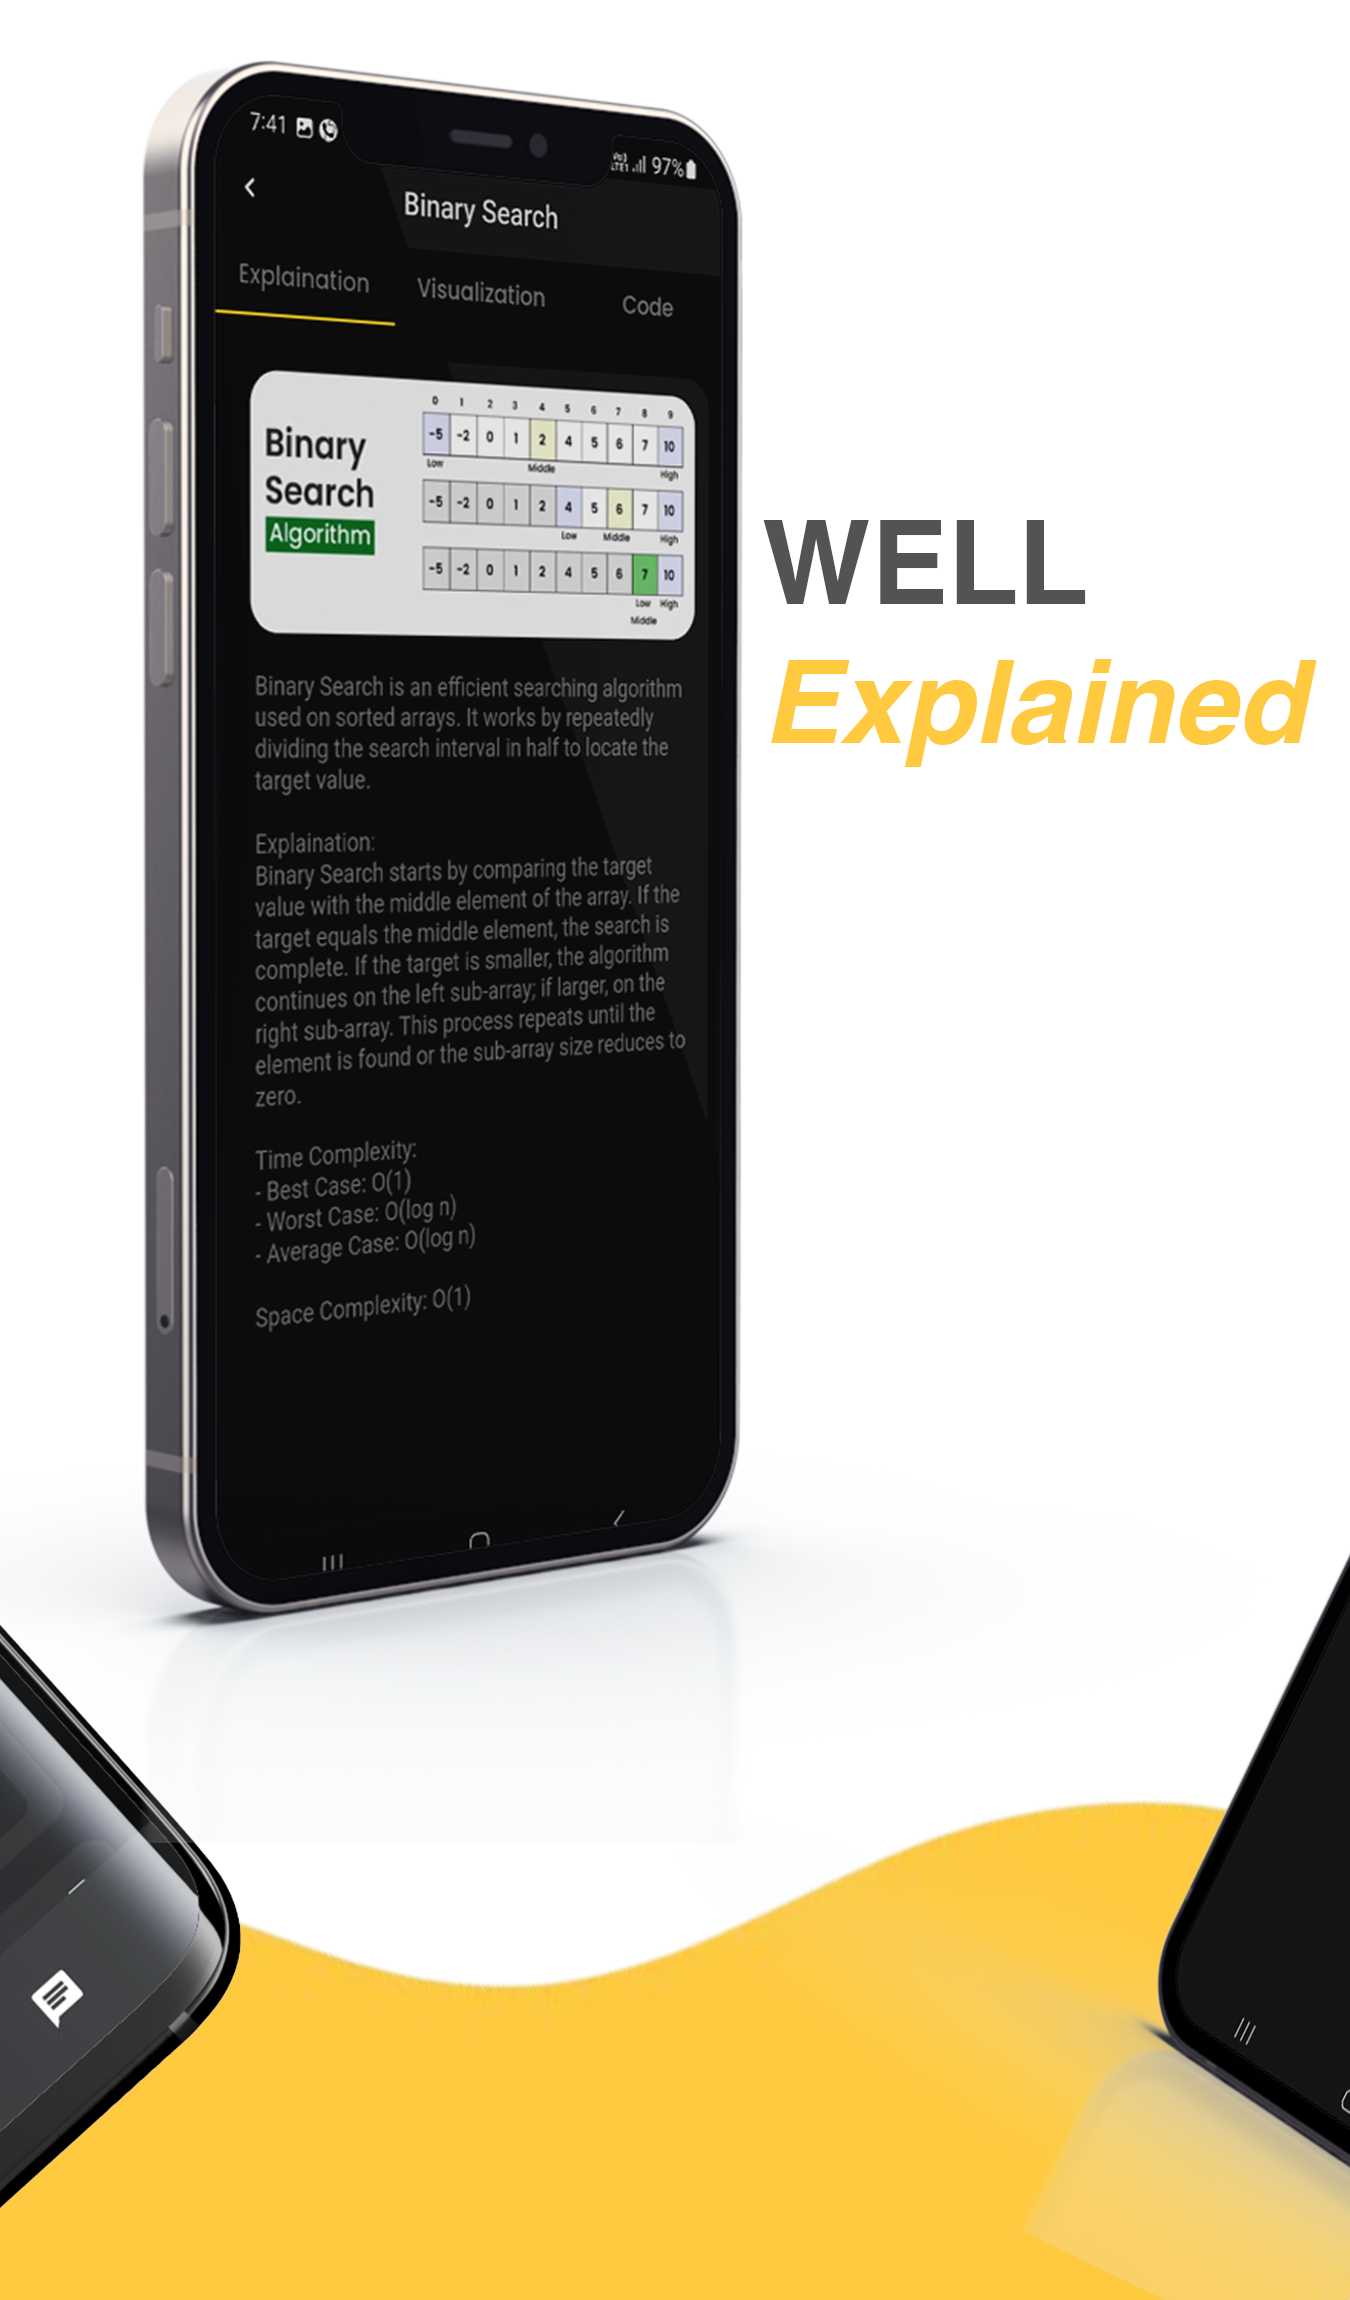 7:41
Vo)) LTE1 97%
Binary Search
Explaination Visualization Code
Binary
Search
Algorithm
0 1 2 3 4 5 6 7 8 9
-5 -2 0 1 2 4 5 6 7 10
Low Middle High
-5 -2 0 1 2 4 5 6 7 10
Low Middle High
-5 -2 0 1 2 4 5 6 7 10
Low High
Middle
Binary Search is an efficient searching algorithm
used on sorted arrays. It works by repeatedly
dividing the search interval in half to locate the
target value.
Explaination:
Binary Search starts by comparing the target
value with the middle element of the array. If the
target equals the middle element, the search is
complete. If the target is smaller, the algorithm
continues on the left sub-array; if larger, on the
right sub-array. This process repeats until the
element is found or the sub-array size reduces to
zero.
Time Complexity:
- Best Case: O(1)
- Worst Case: O(log n)
- Average Case: O(log n)
Space Complexity: O(1)
WELL
Explained